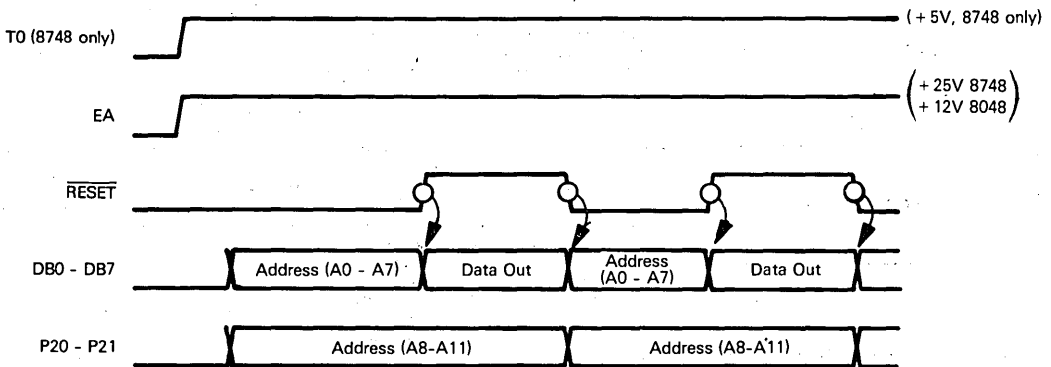 T0 (8748 only)
(+5V, 8748 only)
EA
(+25V 8748
+12V 8048)
RESET
DB0 - DB7
Address (A0 - A7)
Data Out
Address
(A0 - A7)
Data Out
P20 - P21
Address (A8-A11)
Address (A8-A11)